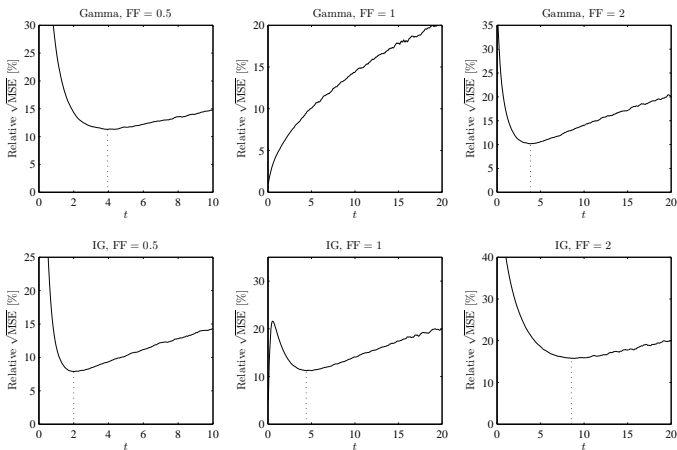 Gamma, FF = 0.5
Gamma, FF = 1
Gamma, FF = 2
Relative √MSE [%]
30
25
20
15
10
5
0
0 2 4 6 8 10
t
Relative √MSE [%]
20
15
10
5
0
0 5 10 15 20
t
Relative √MSE [%]
35
30
25
20
15
10
5
0
0 5 10 15 20
t
IG, FF = 0.5
IG, FF = 1
IG, FF = 2
Relative √MSE [%]
25
20
15
10
5
0
0 2 4 6 8 10
t
Relative √MSE [%]
30
20
10
0
0 5 10 15 20
t
Relative √MSE [%]
40
30
20
10
0
0 5 10 15 20
t